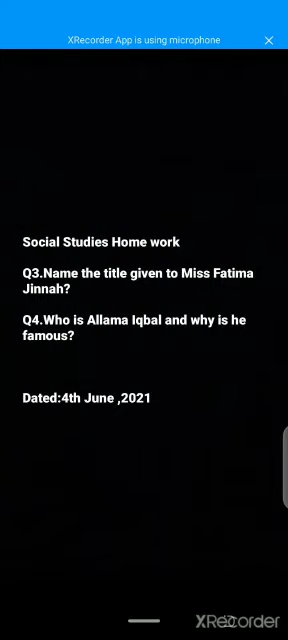 XRecorder App is using microphone
Social Studies Home work
Q3.Name the title given to Miss Fatima
Jinnah?
Q4.Who is Allama Iqbal and why is he
famous?
Dated:4th June ,2021
XRecorder